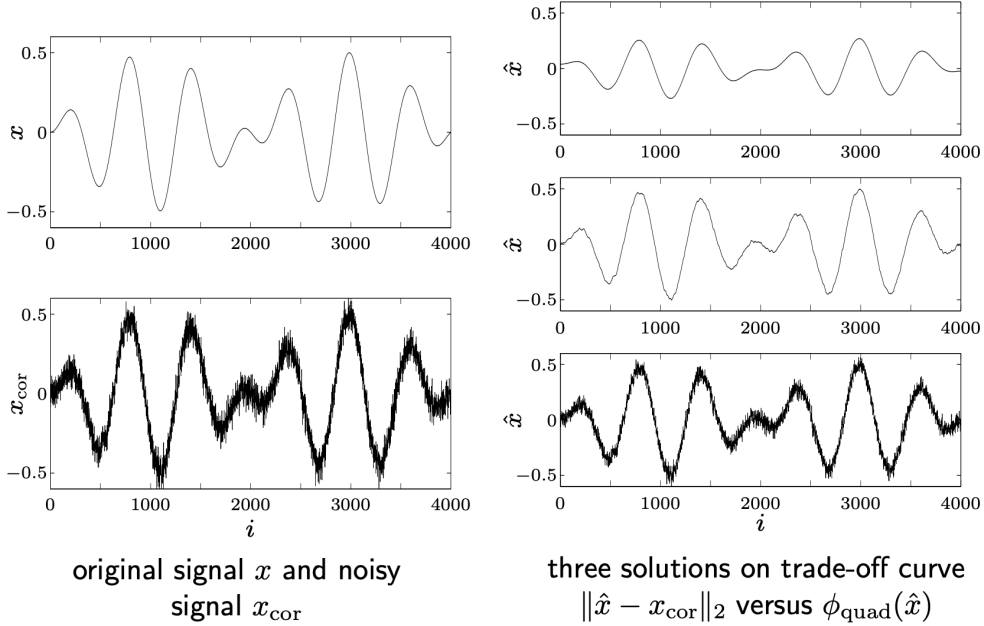 0.5
0
−0.5
x
0 1000 2000 3000 4000
0.5
0
−0.5
x_cor
0 1000 2000 3000 4000
i
original signal x and noisy
signal x_cor
0.5
0
−0.5
x̂
0 1000 2000 3000 4000
0.5
0
−0.5
x̂
0 1000 2000 3000 4000
0.5
0
−0.5
x̂
0 1000 2000 3000 4000
i
three solutions on trade-off curve
‖x̂ − x_cor‖₂ versus ϕ_quad(x̂)